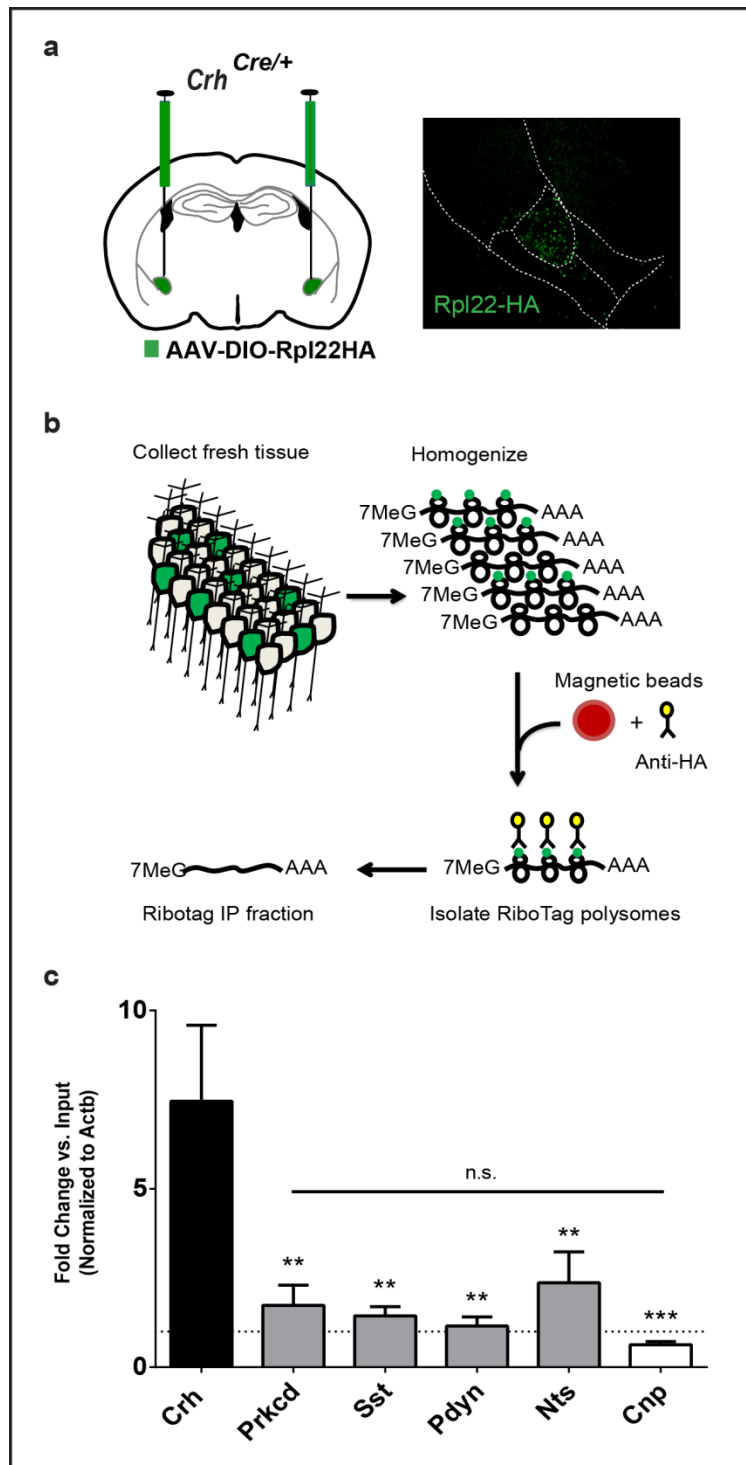 a
Crh Cre/+
AAV-DIO-Rpl22HA
Rpl22-HA
b
Collect fresh tissue
Homogenize
7MeG AAA
7MeG AAA
7MeG AAA
7MeG AAA
7MeG AAA
Magnetic beads
+
Anti-HA
7MeG AAA
Isolate RiboTag polysomes
7MeG AAA
Ribotag IP fraction
c
Fold Change vs. Input
(Normalized to Actb)
10
5
0
n.s.
**
**
**
**
***
Crh
Prkcd
Sst
Pdyn
Nts
Cnp